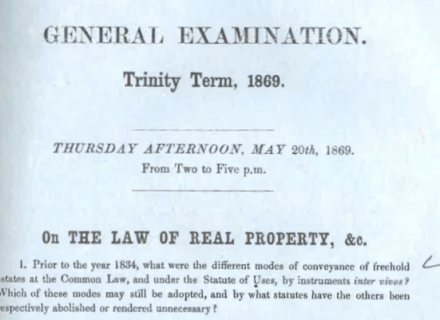 GENERAL EXAMINATION.
Trinity Term, 1869.
THURSDAY AFTERNOON, MAY 20th, 1869.
From Two to Five p.m.
On THE LAW OF REAL PROPERTY, &c.
1. Prior to the year 1834, what were the different modes of conveyance of freehold
states at the Common Law, and under the Statute of Uses, by instruments inter vivos?
Which of these modes may still be adopted, and by what statutes have the others been
espectively abolished or rendered unnecessary?